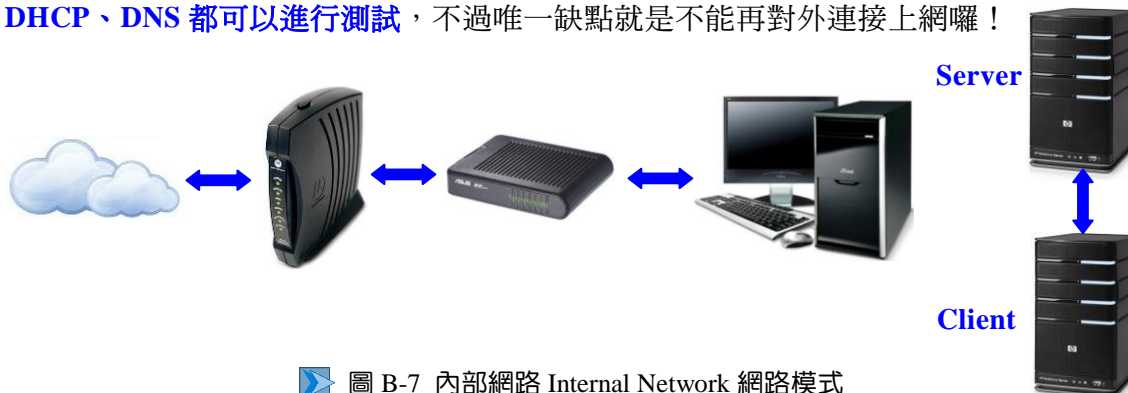 DHCP、DNS 都可以進行測試，不過唯一缺點就是不能再對外連接上網囉！
Server
Client
圖 B-7 內部網路 Internal Network 網路模式